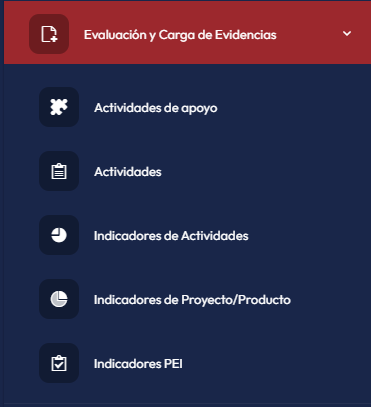 Evaluación y Carga de Evidencias
Actividades de apoyo
Actividades
Indicadores de Actividades
Indicadores de Proyecto/Producto
Indicadores PEI